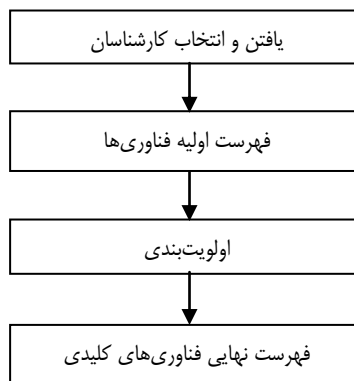 یافتن و انتخاب کارشناسان
فهرست اولیه فناوری‌ها
اولویت‌بندی
فهرست نهایی فناوری‌های کلیدی